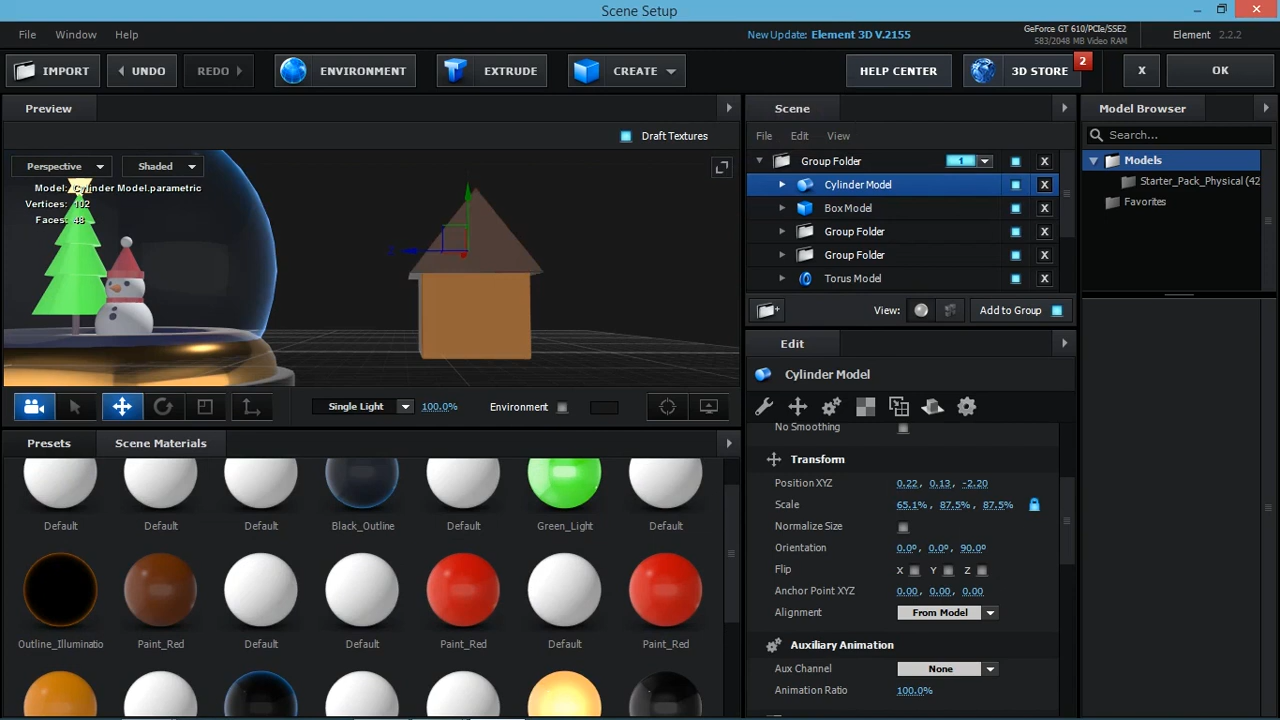 Scene Setup
File Window Help
New Update: Element 3D V.2155
GeForce GT 610/PCIe/SSE2
583/2048 MB Video RAM
Element 2.2.2
IMPORT UNDO REDO ENVIRONMENT EXTRUDE CREATE HELP CENTER 3D STORE 2 X OK
Preview
Draft Textures
Perspective Shaded
Model: Cylinder Model.parametric
Vertices: 102
Faces: 48
Single Light 100.0% Environment
Presets Scene Materials
Default Default Default Black_Outline Default Green_Light Default
Outline_Illuminatio Paint_Red Default Default Paint_Red Default Paint_Red
Scene
File Edit View
Group Folder 1 X
Cylinder Model X
Box Model X
Group Folder X
Group Folder X
Torus Model X
View: Add to Group
Edit
Cylinder Model
No Smoothing
Transform
Position XYZ 0.22, 0.13, -2.20
Scale 65.1%, 87.5%, 87.5%
Normalize Size
Orientation 0.0º, 0.0º, 90.0º
Flip X Y Z
Anchor Point XYZ 0.00, 0.00, 0.00
Alignment From Model
Auxiliary Animation
Aux Channel None
Animation Ratio 100.0%
Model Browser
Search...
Models
Starter_Pack_Physical (42
Favorites